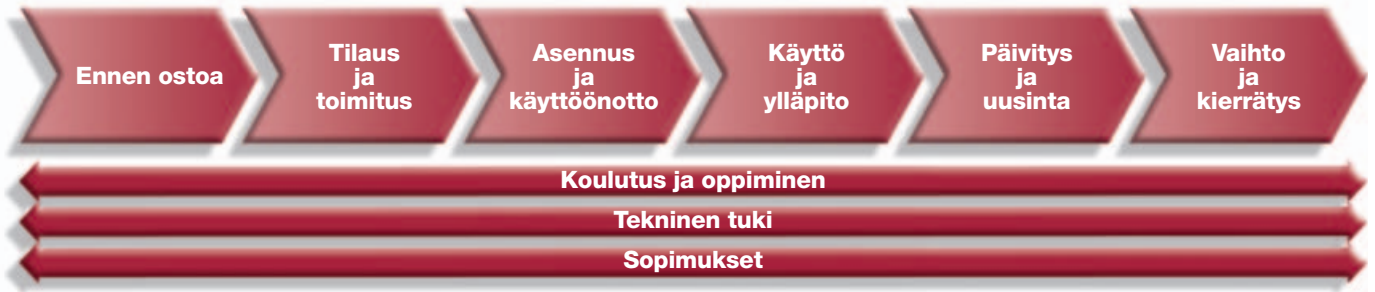 Ennen ostoa
Tilaus
ja
toimitus
Asennus
ja
käyttöönotto
Käyttö
ja
ylläpito
Päivitys
ja
uusinta
Vaihto
ja
kierrätys
Koulutus ja oppiminen
Tekninen tuki
Sopimukset